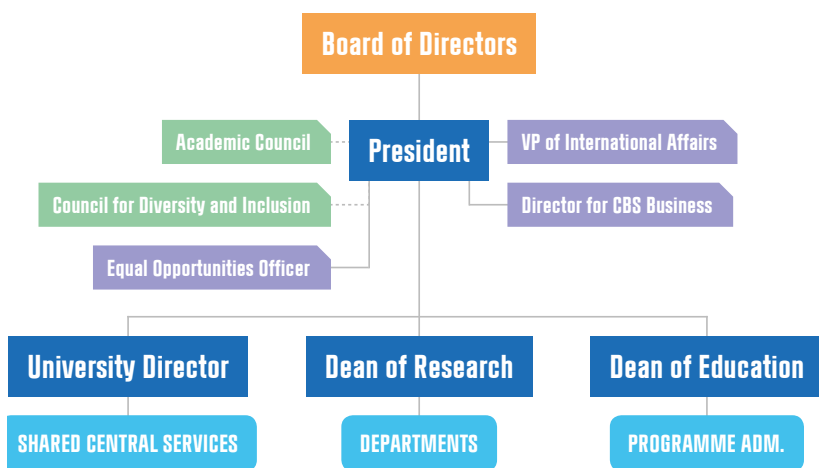 Board of Directors
Academic Council
President
VP of International Affairs
Council for Diversity and Inclusion
Director for CBS Business
Equal Opportunities Officer
University Director
Dean of Research
Dean of Education
SHARED CENTRAL SERVICES
DEPARTMENTS
PROGRAMME ADM.